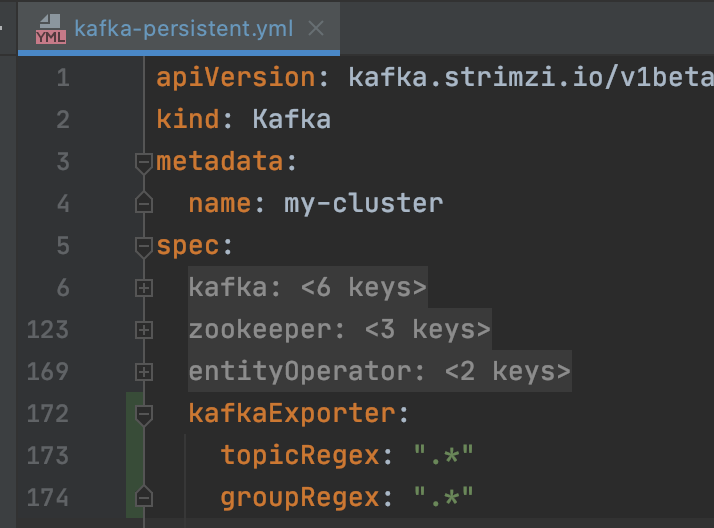 YML kafka-persistent.yml
1 apiVersion: kafka.strimzi.io/v1beta
2 kind: Kafka
3 metadata:
4 name: my-cluster
5 spec:
6 kafka: <6 keys>
123 zookeeper: <3 keys>
169 entityOperator: <2 keys>
172 kafkaExporter:
173 topicRegex: ".*"
174 groupRegex: ".*"